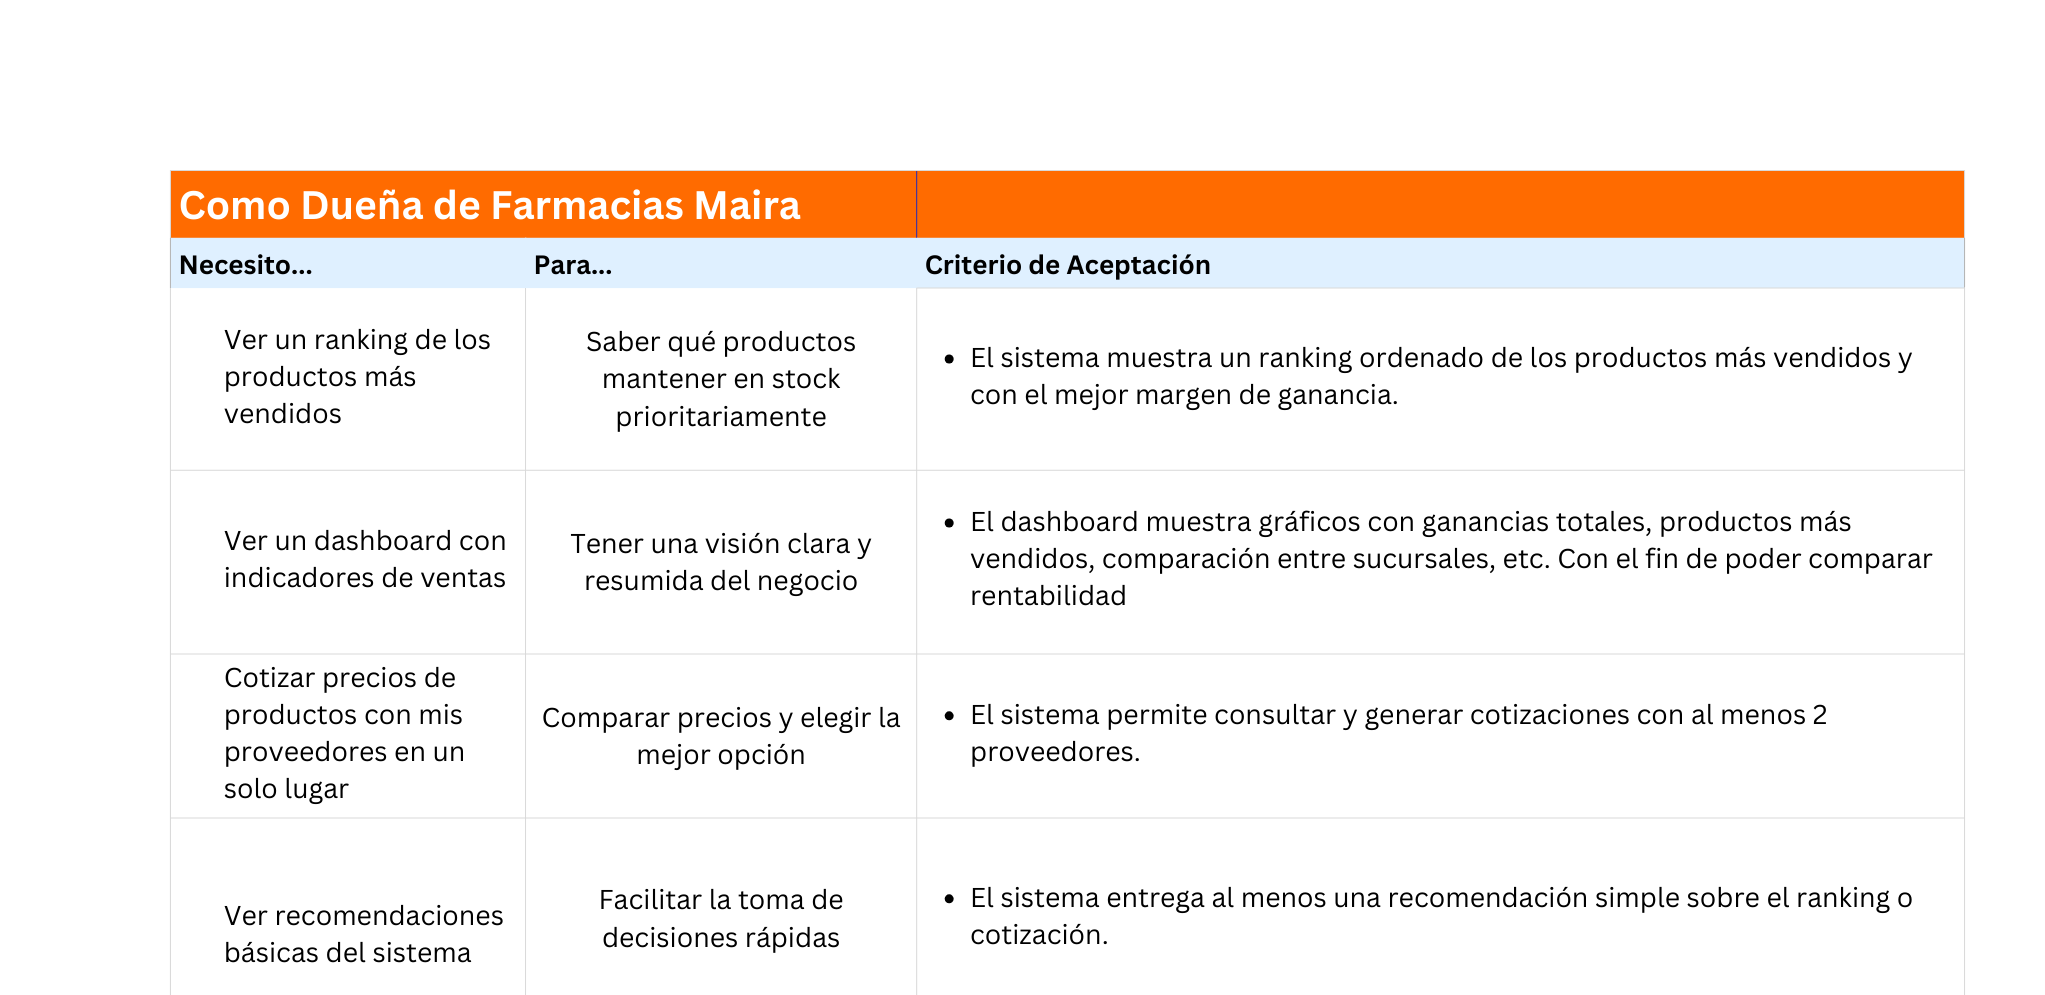 Como Dueña de Farmacias Maira
Necesito...
Para...
Criterio de Aceptación
Ver un ranking de los
productos más
vendidos
Saber qué productos
mantener en stock
prioritariamente
• El sistema muestra un ranking ordenado de los productos más vendidos y
con el mejor margen de ganancia.
Ver un dashboard con
indicadores de ventas
Tener una visión clara y
resumida del negocio
• El dashboard muestra gráficos con ganancias totales, productos más
vendidos, comparación entre sucursales, etc. Con el fin de poder comparar
rentabilidad
Cotizar precios de
productos con mis
proveedores en un
solo lugar
Comparar precios y elegir la
mejor opción
• El sistema permite consultar y generar cotizaciones con al menos 2
proveedores.
Ver recomendaciones
básicas del sistema
Facilitar la toma de
decisiones rápidas
• El sistema entrega al menos una recomendación simple sobre el ranking o
cotización.